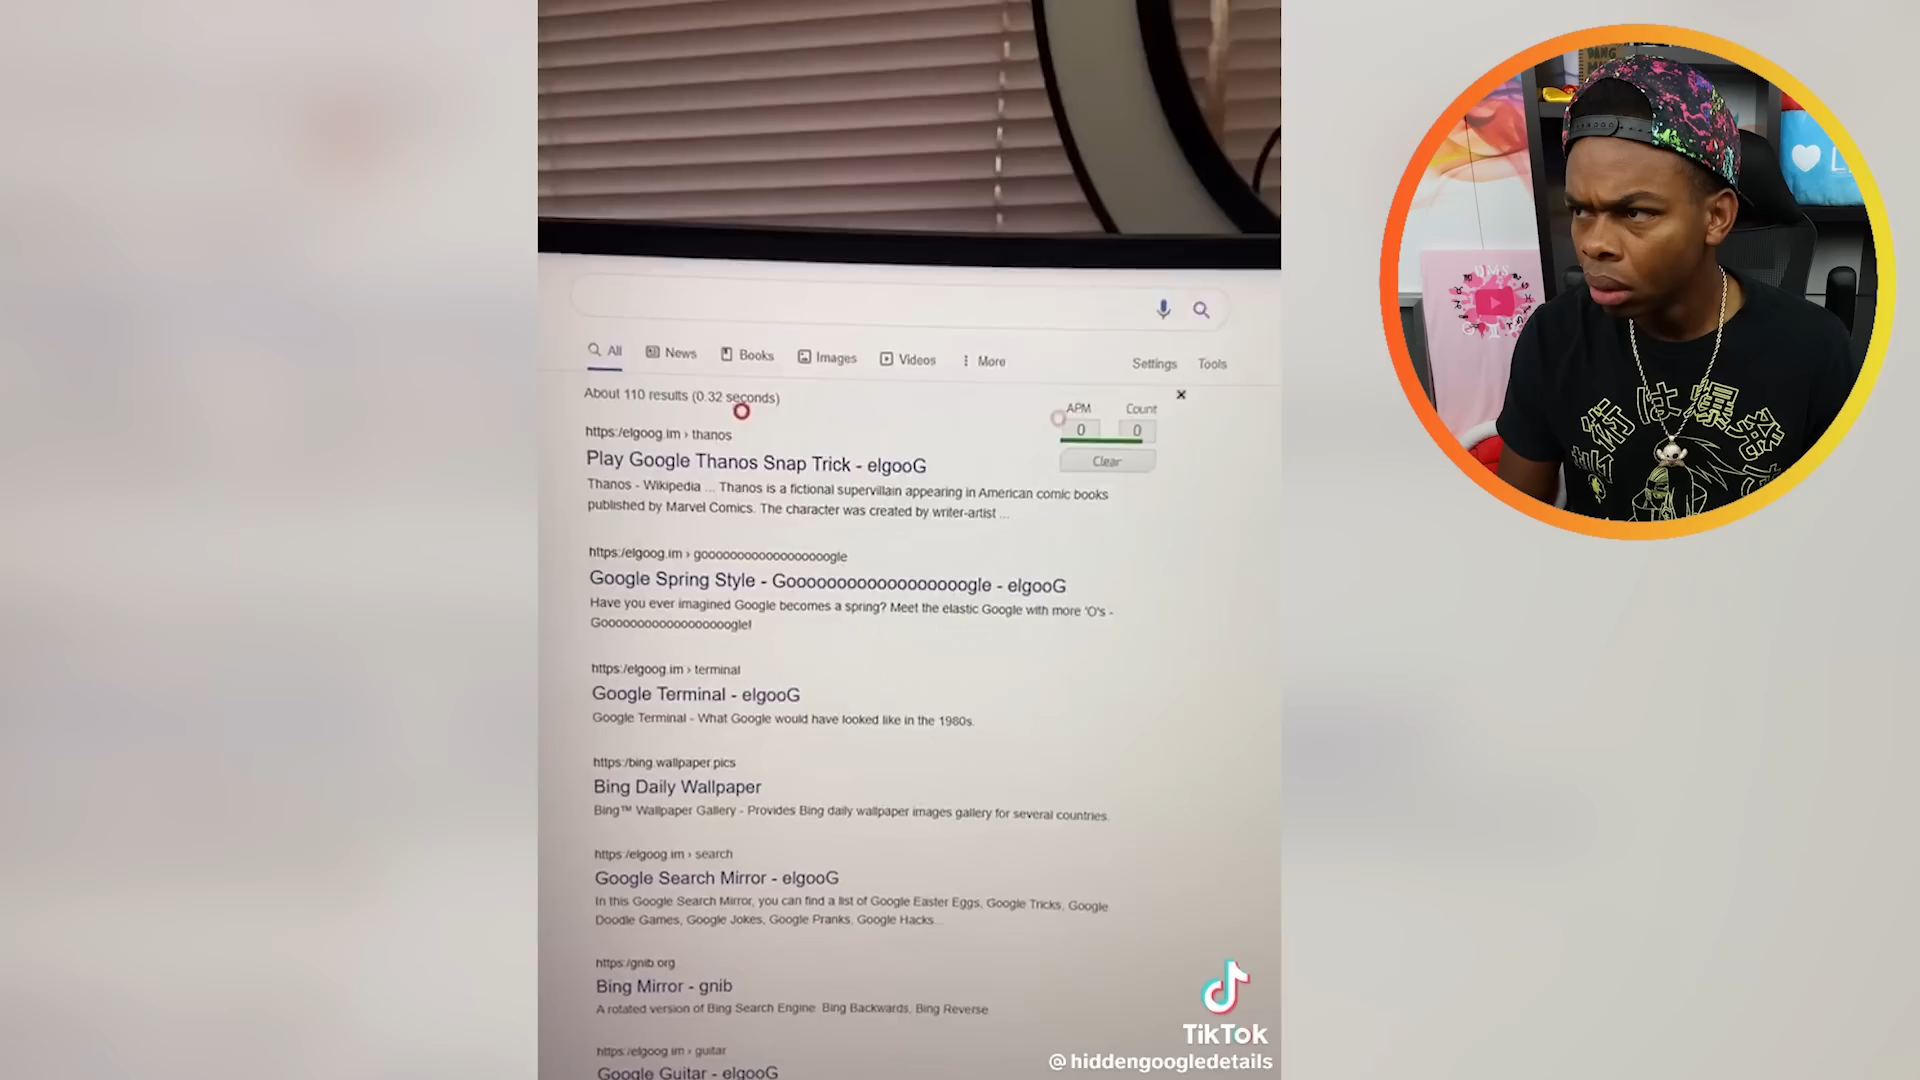 All
News
Books
Images
Videos
More
Settings
Tools
About 110 results (0.32 seconds)
APM
Count
0
0
Clear
https:/elgoog.im › thanos
Play Google Thanos Snap Trick - elgooG
Thanos - Wikipedia ... Thanos is a fictional supervillain appearing in American comic books
published by Marvel Comics. The character was created by writer-artist ...
https:/elgoog.im › goooooooooooooooooogle
Google Spring Style - Goooooooooooooooooogle - elgooG
Have you ever imagined Google becomes a spring? Meet the elastic Google with more 'O's -
Goooooooooooooooooogle!
https:/elgoog.im › terminal
Google Terminal - elgooG
Google Terminal - What Google would have looked like in the 1980s.
https:/bing.wallpaper.pics
Bing Daily Wallpaper
Bing™ Wallpaper Gallery - Provides Bing daily wallpaper images gallery for several countries.
https:/elgoog.im › search
Google Search Mirror - elgooG
In this Google Search Mirror, you can find a list of Google Easter Eggs, Google Tricks, Google
Doodle Games, Google Jokes, Google Pranks, Google Hacks...
https:/gnib.org
Bing Mirror - gnib
A rotated version of Bing Search Engine. Bing Backwards, Bing Reverse
https:/elgoog.im › guitar
Google Guitar - elgooG
TikTok
@hiddengoogledetails